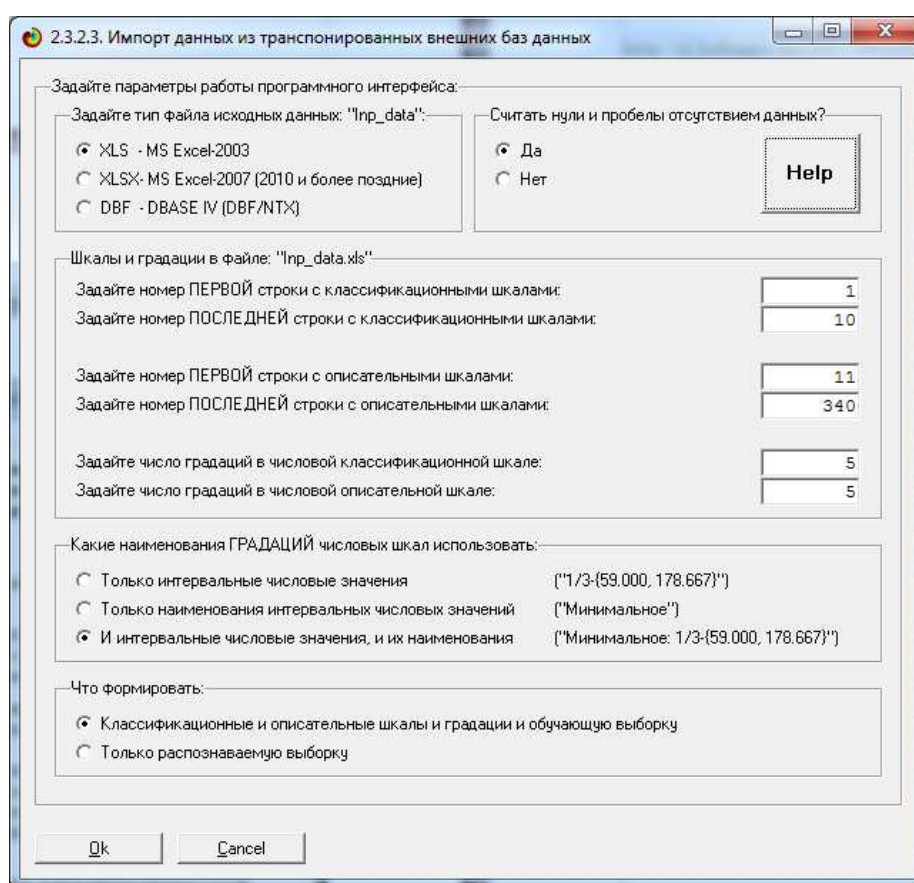 2.3.2.3. Импорт данных из транспонированных внешних баз данных
Задайте параметры работы программного интерфейса:
Задайте тип файла исходных данных: "Inp_data":
XLS - MS Excel-2003
XLSX- MS Excel-2007 (2010 и более поздние)
DBF - DBASE IV (DBF/NTX)
Считать нули и пробелы отсутствием данных?
Да
Нет
Help
Шкалы и градации в файле: "Inp_data.xls"
Задайте номер ПЕРВОЙ строки с классификационными шкалами: 1
Задайте номер ПОСЛЕДНЕЙ строки с классификационными шкалами: 10
Задайте номер ПЕРВОЙ строки с описательными шкалами: 11
Задайте номер ПОСЛЕДНЕЙ строки с описательными шкалами: 340
Задайте число градаций в числовой классификационной шкале: 5
Задайте число градаций в числовой описательной шкале: 5
Какие наименования ГРАДАЦИЙ числовых шкал использовать:
Только интервальные числовые значения ("1/3-{59.000, 178.667}")
Только наименования интервальных числовых значений ("Минимальное")
И интервальные числовые значения, и их наименования ("Минимальное: 1/3-{59.000, 178.667}")
Что формировать:
Классификационные и описательные шкалы и градации и обучающую выборку
Только распознаваемую выборку
Ok Cancel